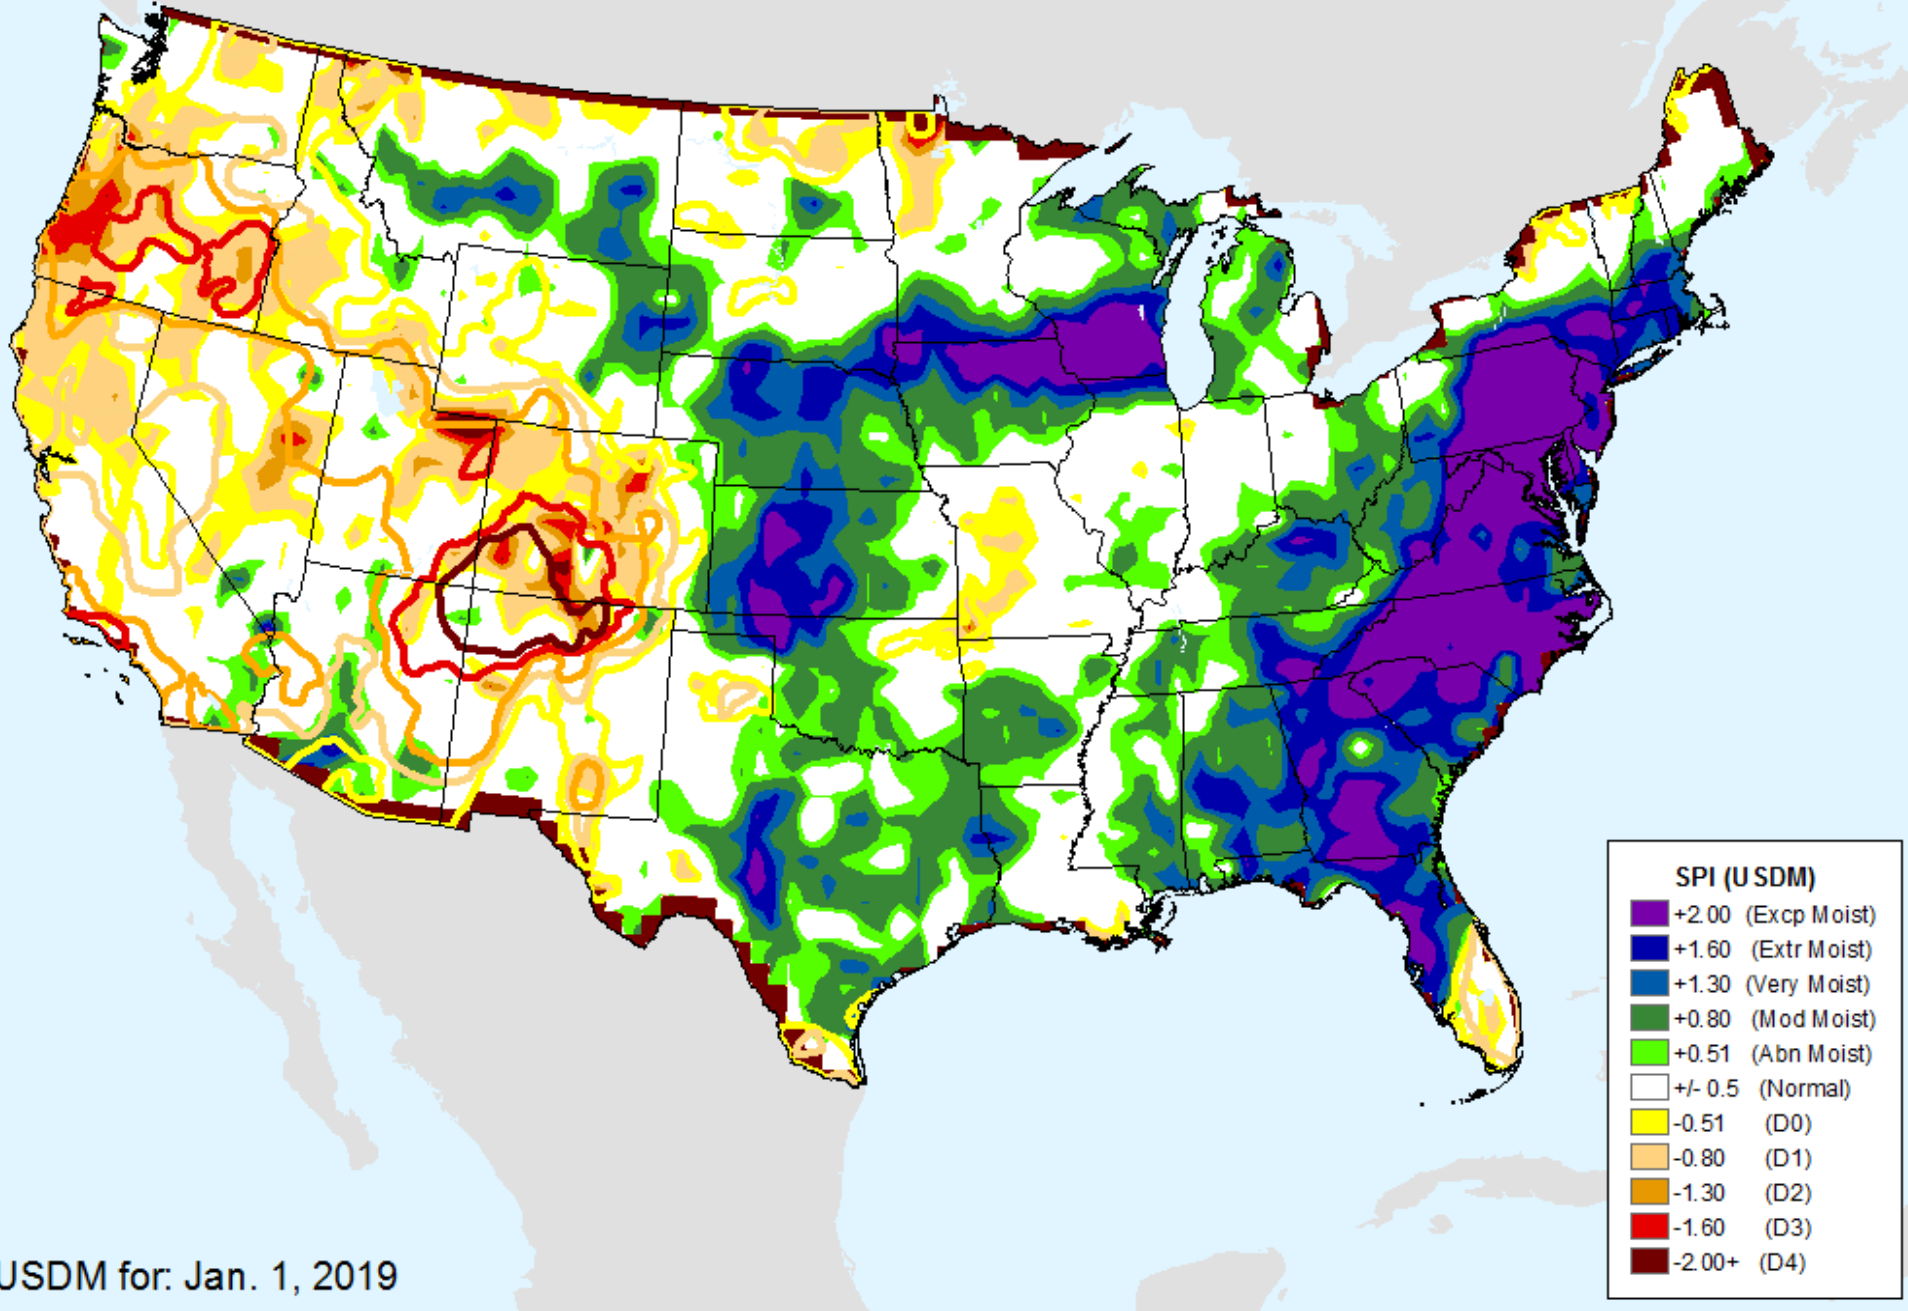 SPI (USDM)
+2.00 (Excp Moist)
+1.60 (Extr Moist)
+1.30 (Very Moist)
+0.80 (Mod Moist)
+0.51 (Abn Moist)
+/- 0.5 (Normal)
-0.51 (D0)
-0.80 (D1)
-1.30 (D2)
-1.60 (D3)
-2.00+ (D4)
USDM for: Jan. 1, 2019